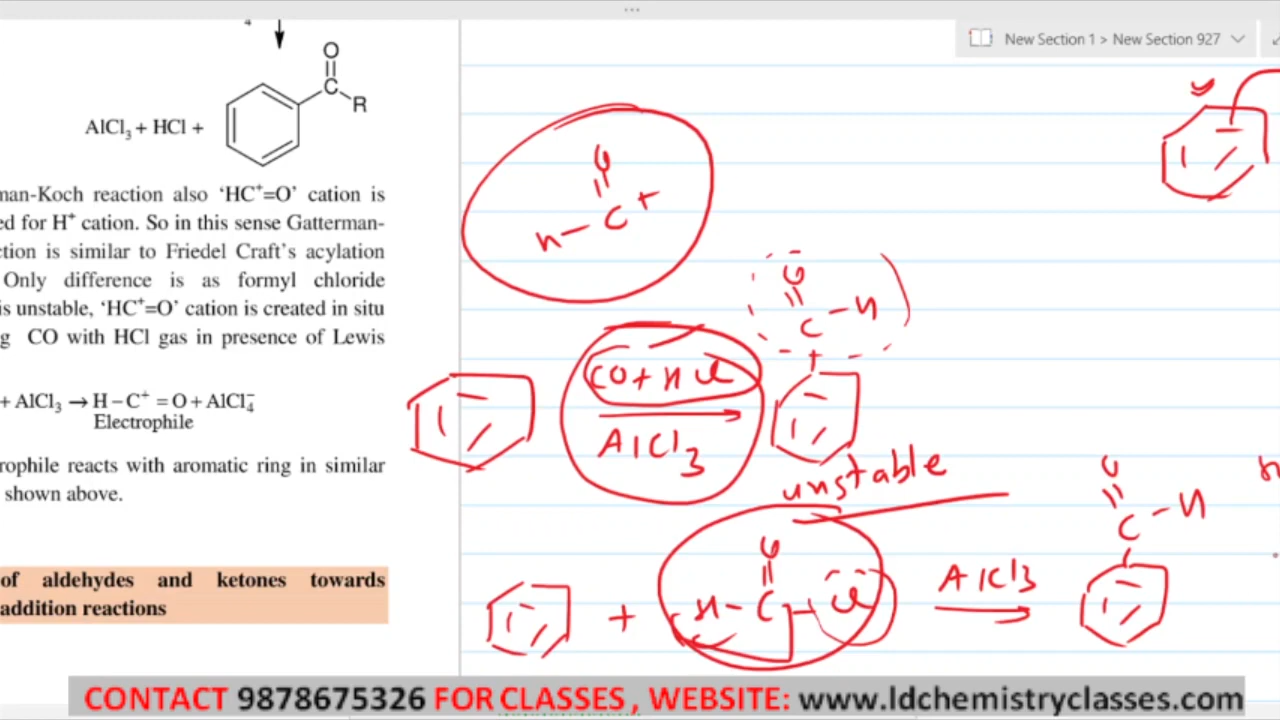 New Section 1 > New Section 927
4
O
C
R
AlCl₃ + HCl +
man-Koch reaction also ‘HC⁺=O’ cation is
ed for H⁺ cation. So in this sense Gatterman-
ction is similar to Friedel Craft’s acylation
Only difference is as formyl chloride
is unstable, ‘HC⁺=O’ cation is created in situ
g CO with HCl gas in presence of Lewis
+ AlCl₃ → H – C⁺ = O + AlCl₄⁻
Electrophile
rophile reacts with aromatic ring in similar
shown above.
of aldehydes and ketones towards
addition reactions
O
H – C +
O
C – H
CO + HCl
AlCl3
unstable
O
+ H – C – Cl
AlCl3
O
C – H
CONTACT 9878675326 FOR CLASSES , WEBSITE: www.ldchemistryclasses.com